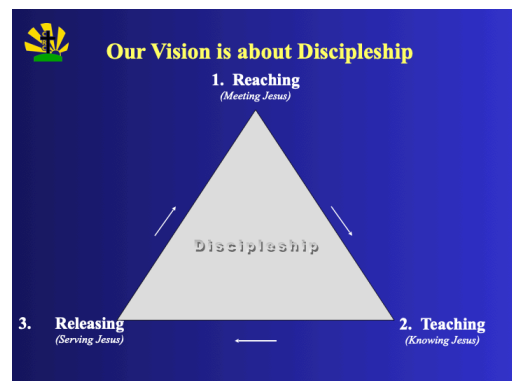 Our Vision is about Discipleship
1. Reaching
(Meeting Jesus)
Discipleship
3. Releasing
(Serving Jesus)
2. Teaching
(Knowing Jesus)